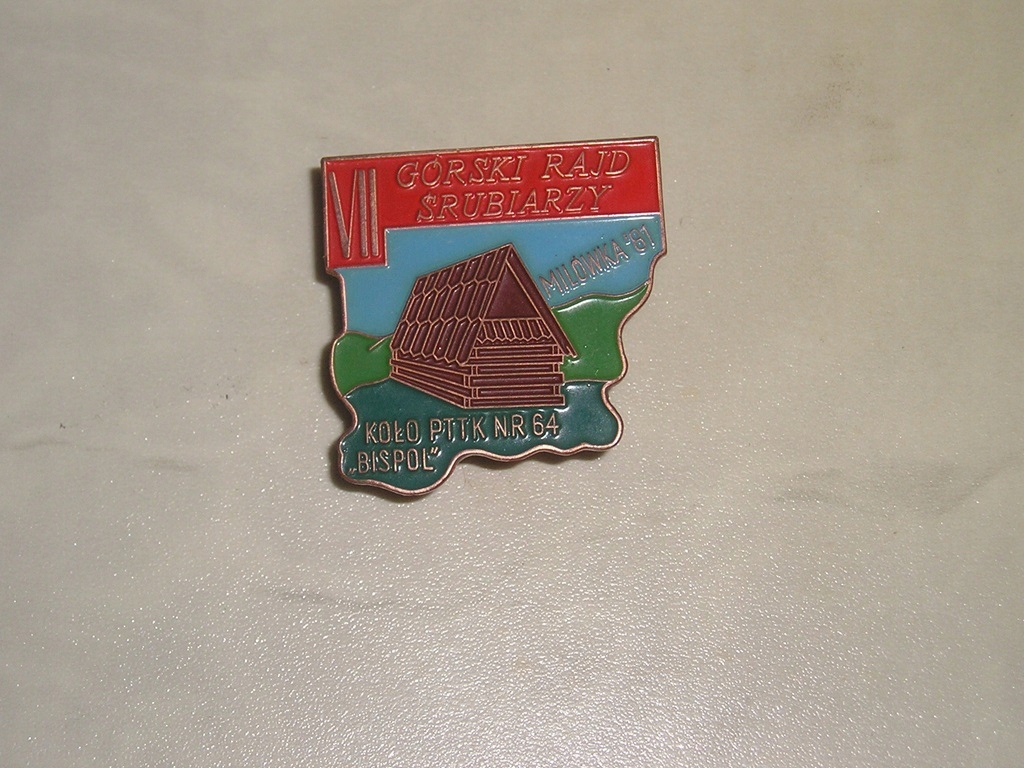 VII
GÓRSKI RAJD
ŚRUBIARZY
MILÓWKA-'81
KOŁO PTTK NR 64
„BISPOL”